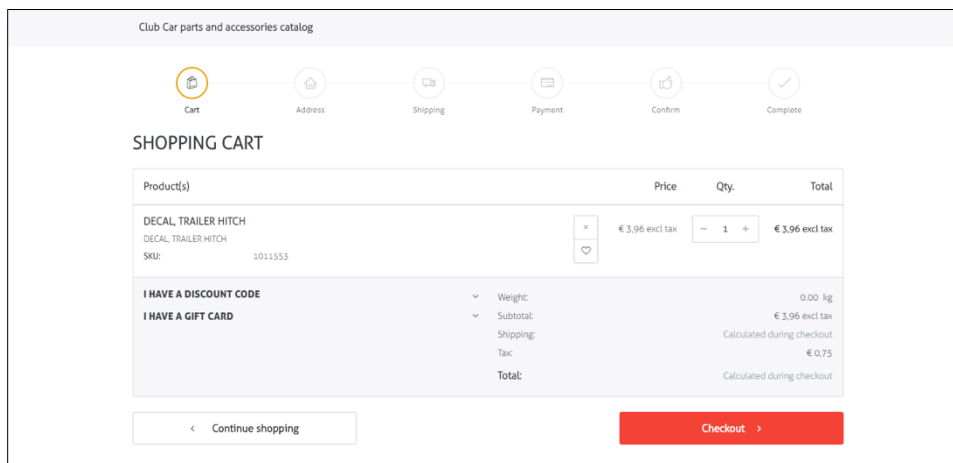 Club Car parts and accessories catalog
Cart Address Shipping Payment Confirm Complete
SHOPPING CART
Product(s) Price Qty. Total
DECAL, TRAILER HITCH
DECAL, TRAILER HITCH
SKU: 1011553
× € 3,96 excl tax − 1 + € 3,96 excl tax
I HAVE A DISCOUNT CODE
I HAVE A GIFT CARD
Weight: 0.00 kg
Subtotal: € 3,96 excl tax
Shipping: Calculated during checkout
Tax: € 0,75
Total: Calculated during checkout
< Continue shopping
Checkout >